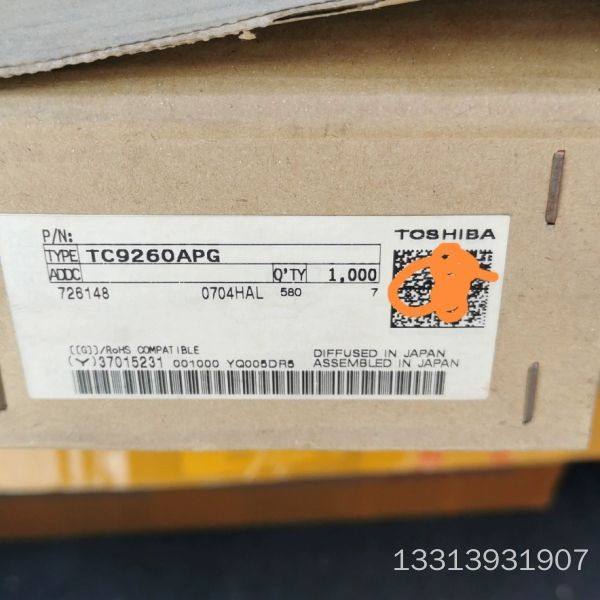 P/N:
TOSHIBA
TYPE TC9260APG
ADDC Q'TY 1,000
726148 0704HAL 580 7
[[G]]/RoHS COMPATIBLE
DIFFUSED IN JAPAN
(Y)37015231 001000 YQ005DR5
ASSEMBLED IN JAPAN
13313931907